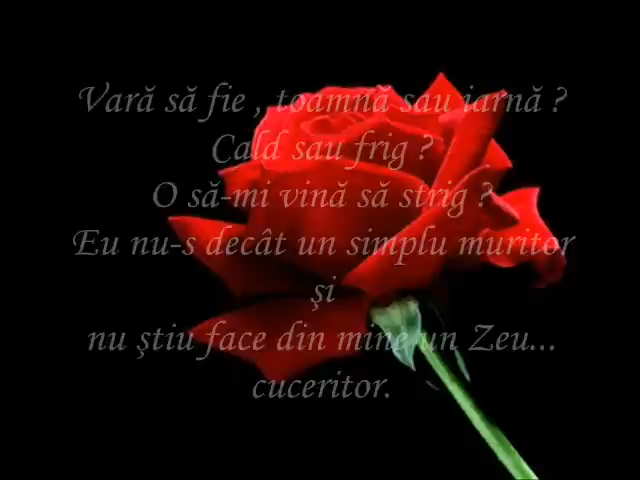 Vară să fie , toamnă sau iarnă ?
Cald sau frig ?
O să-mi vină să strig ?
Eu nu-s decât un simplu muritor
şi
nu ştiu face din mine un Zeu...
cuceritor.